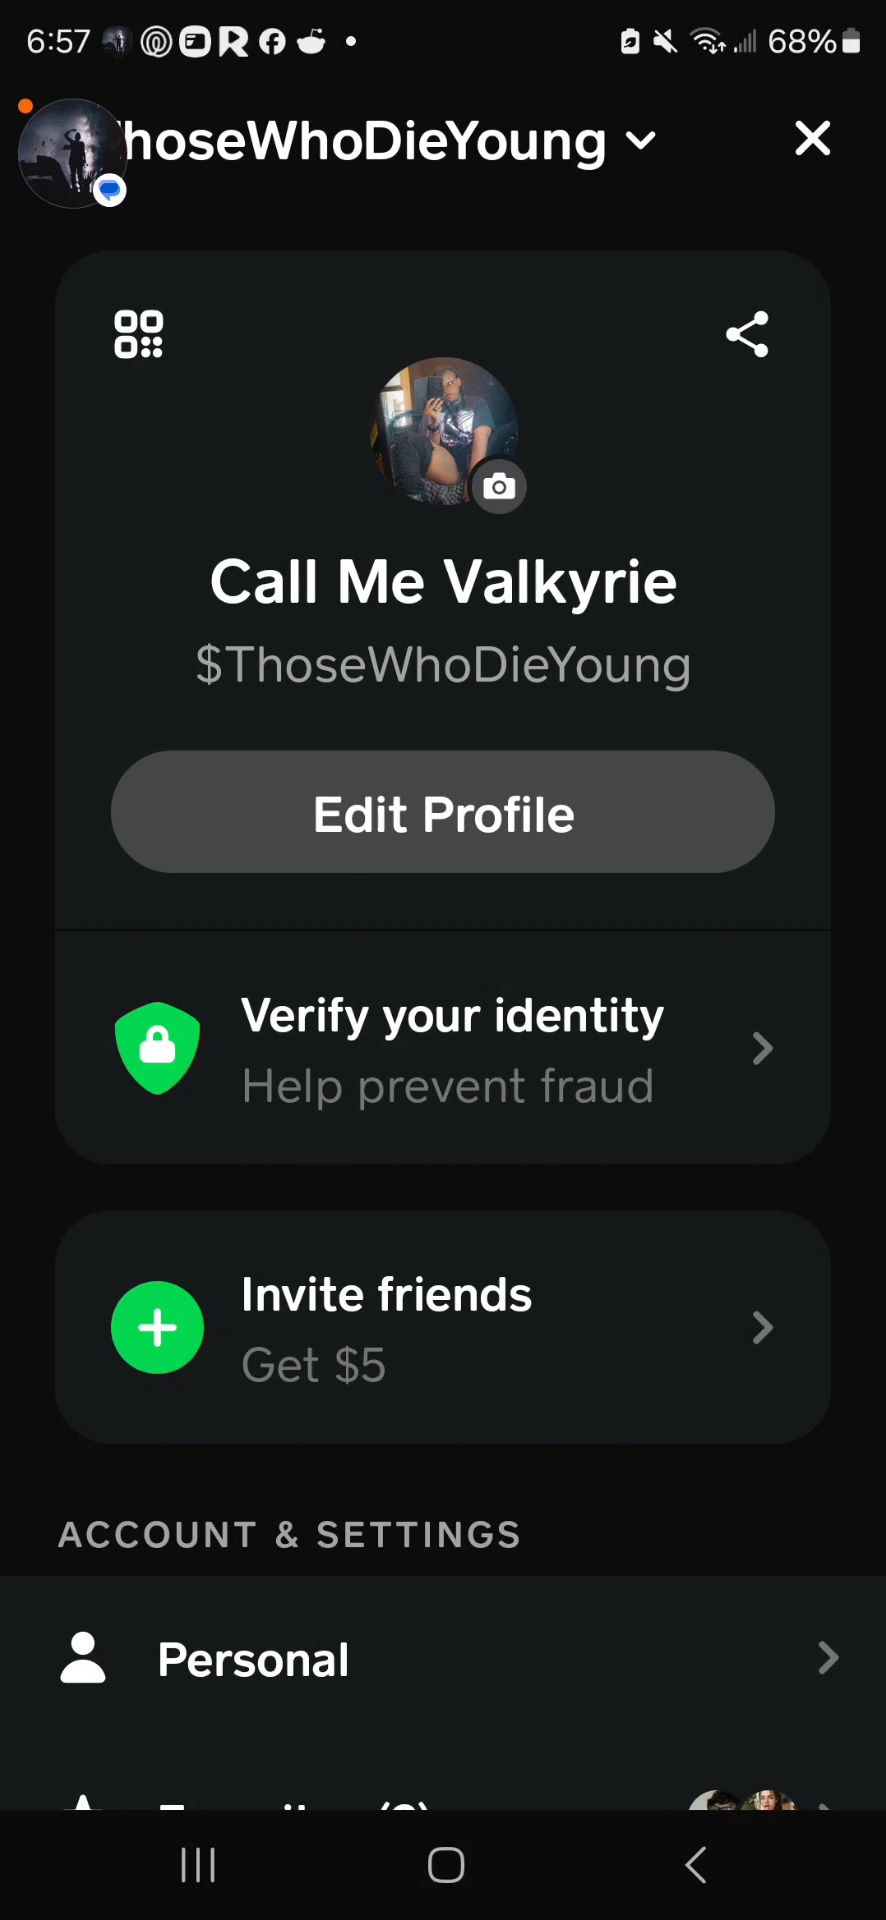 6:57
68%
hoseWhoDieYoung
Call Me Valkyrie
$ThoseWhoDieYoung
Edit Profile
Verify your identity
Help prevent fraud
Invite friends
Get $5
ACCOUNT & SETTINGS
Personal